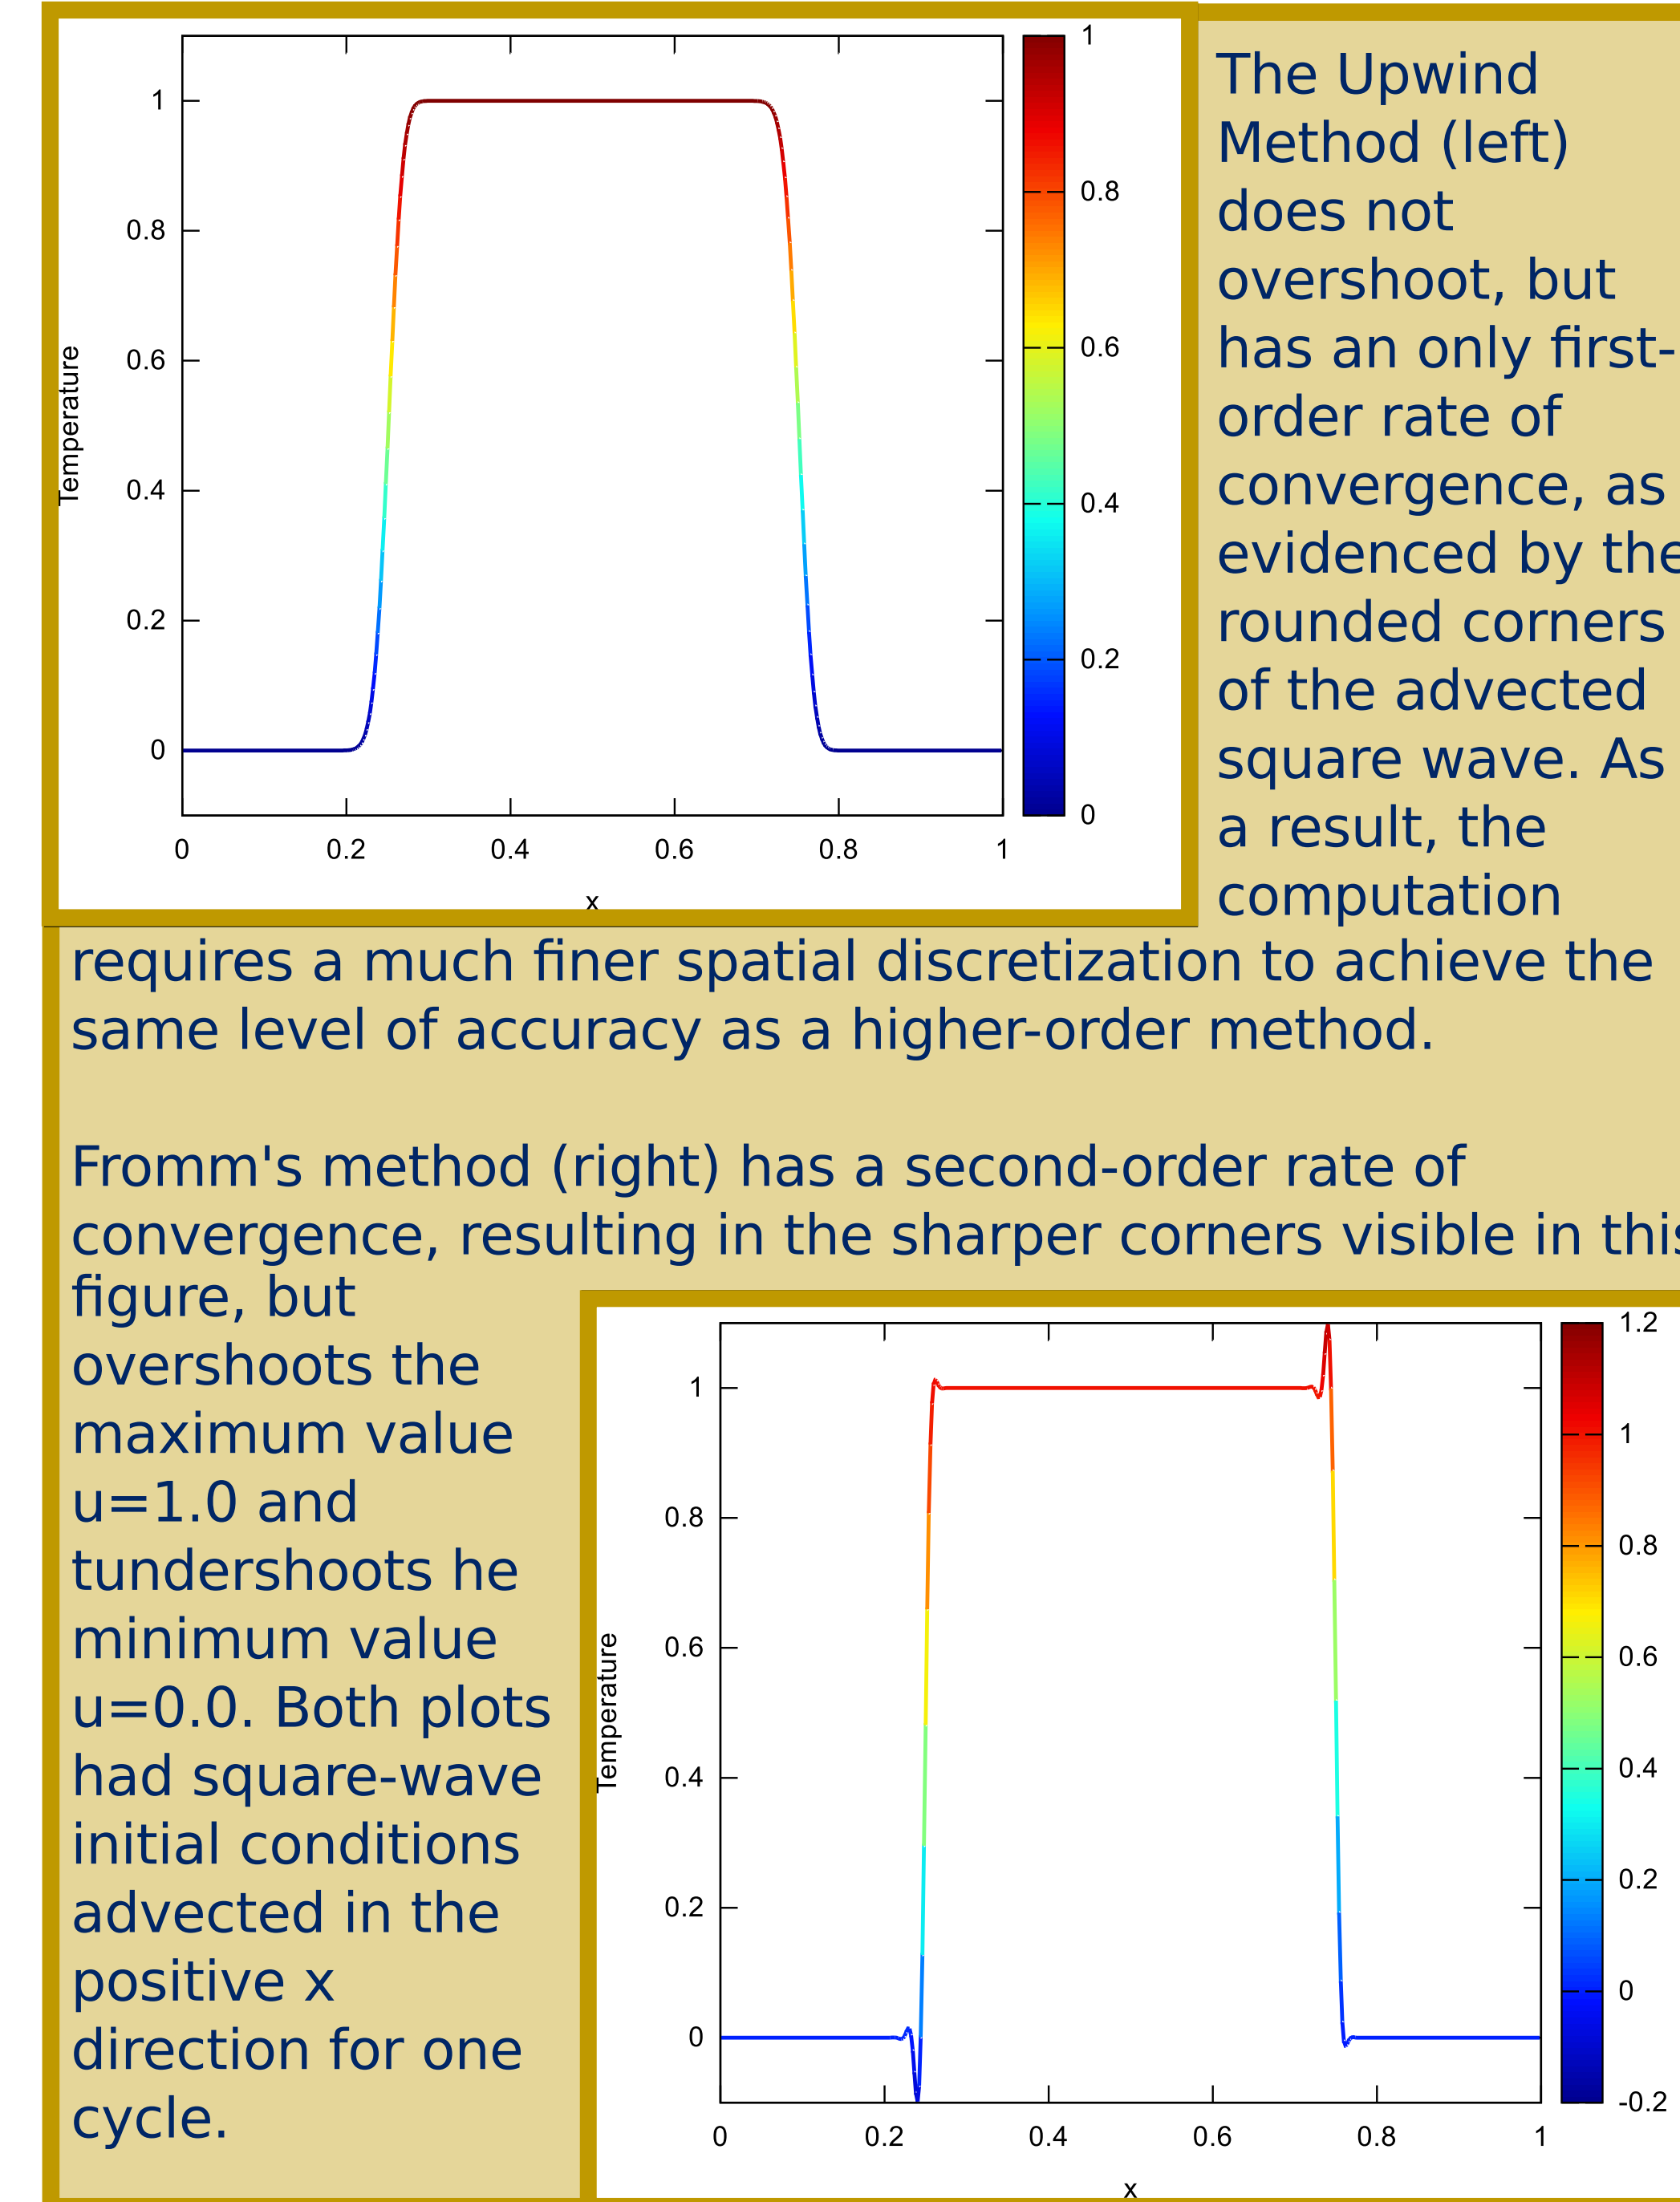 1
0.8
0.6
0.4
0.2
0
Temperature
0 0.2 0.4 0.6 0.8 1
x
1
0.8
0.6
0.4
0.2
0
The Upwind
Method (left)
does not
overshoot, but
has an only first-
order rate of
convergence, as
evidenced by the
rounded corners
of the advected
square wave. As
a result, the
computation
requires a much finer spatial discretization to achieve the
same level of accuracy as a higher-order method.
Fromm's method (right) has a second-order rate of
convergence, resulting in the sharper corners visible in this
figure, but
overshoots the
maximum value
u=1.0 and
tundershoots he
minimum value
u=0.0. Both plots
had square-wave
initial conditions
advected in the
positive x
direction for one
cycle.
1
0.8
0.6
0.4
0.2
0
Temperature
0 0.2 0.4 0.6 0.8 1
x
1.2
1
0.8
0.6
0.4
0.2
0
-0.2